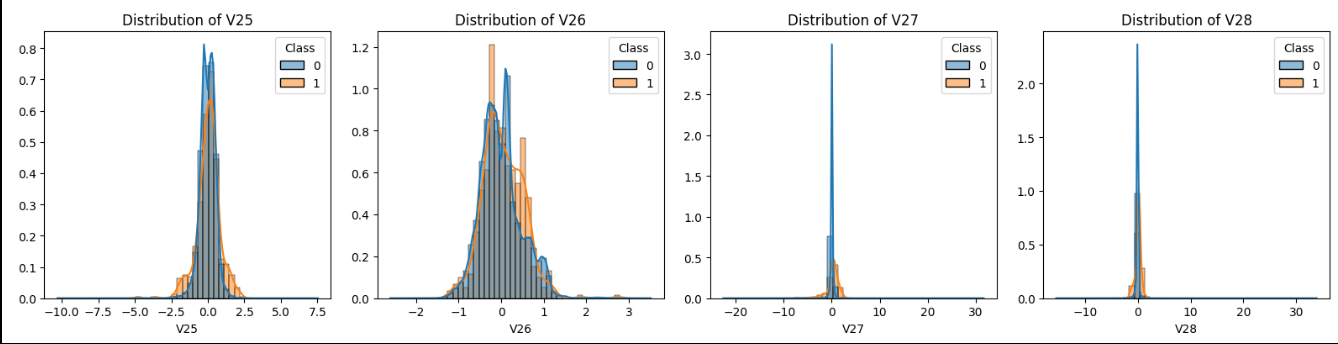 Distribution of V25
Class
0
1
0.8
0.7
0.6
0.5
0.4
0.3
0.2
0.1
0.0
−10.0 −7.5 −5.0 −2.5 0.0 2.5 5.0 7.5
V25
Distribution of V26
Class
0
1
1.2
1.0
0.8
0.6
0.4
0.2
0.0
−2 −1 0 1 2 3
V26
Distribution of V27
Class
0
1
3.0
2.5
2.0
1.5
1.0
0.5
0.0
−20 −10 0 10 20 30
V27
Distribution of V28
Class
0
1
2.0
1.5
1.0
0.5
0.0
−10 0 10 20 30
V28